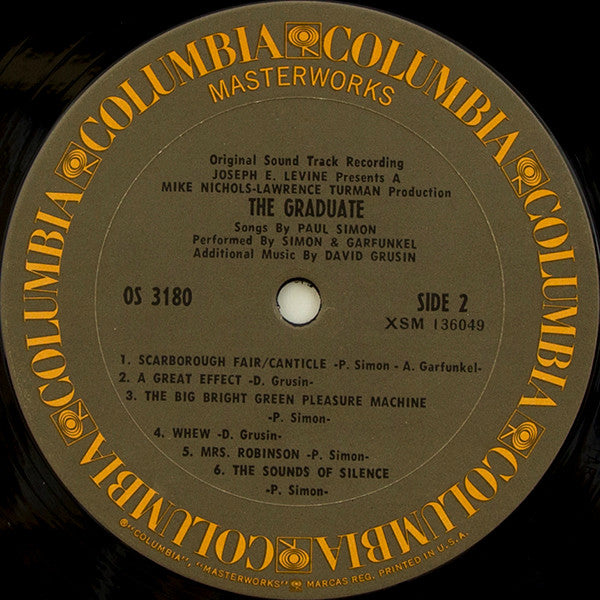 COLUMBIA COLUMBIA COLUMBIA COLUMBIA COLUMBIA COLUMBIA COLUMBIA COLUMBIA
MASTERWORKS
Original Sound Track Recording
JOSEPH E. LEVINE Presents A
MIKE NICHOLS-LAWRENCE TURMAN Production
THE GRADUATE
Songs By PAUL SIMON
Performed By SIMON & GARFUNKEL
Additional Music By DAVID GRUSIN
OS 3180
SIDE 2
XSM 136049
1. SCARBOROUGH FAIR/CANTICLE -P. Simon - A. Garfunkel-
2. A GREAT EFFECT -D. Grusin-
3. THE BIG BRIGHT GREEN PLEASURE MACHINE
-P. Simon-
4. WHEW -D. Grusin-
5. MRS. ROBINSON -P. Simon-
6. THE SOUNDS OF SILENCE
-P. Simon-
®"COLUMBIA", "MASTERWORKS" MARCAS REG. PRINTED IN U.S.A.